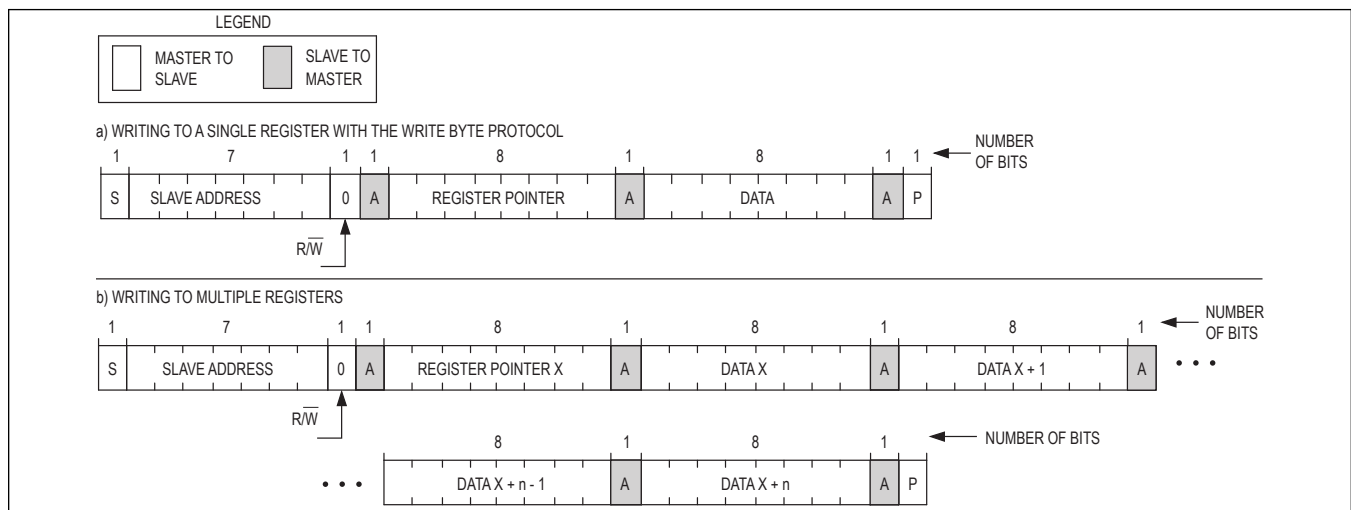 LEGEND
MASTER TO SLAVE TO
SLAVE MASTER
a) WRITING TO A SINGLE REGISTER WITH THE WRITE BYTE PROTOCOL
1 7 1 1 8 1 8 1 1 NUMBER
OF BITS
S SLAVE ADDRESS 0 A REGISTER POINTER A DATA A P
R/W̅
b) WRITING TO MULTIPLE REGISTERS
1 7 1 1 8 1 8 1 8 1 NUMBER
OF BITS
S SLAVE ADDRESS 0 A REGISTER POINTER X A DATA X A DATA X + 1 A • • •
R/W̅
8 1 8 1 NUMBER OF BITS
• • • DATA X + n - 1 A DATA X + n A P